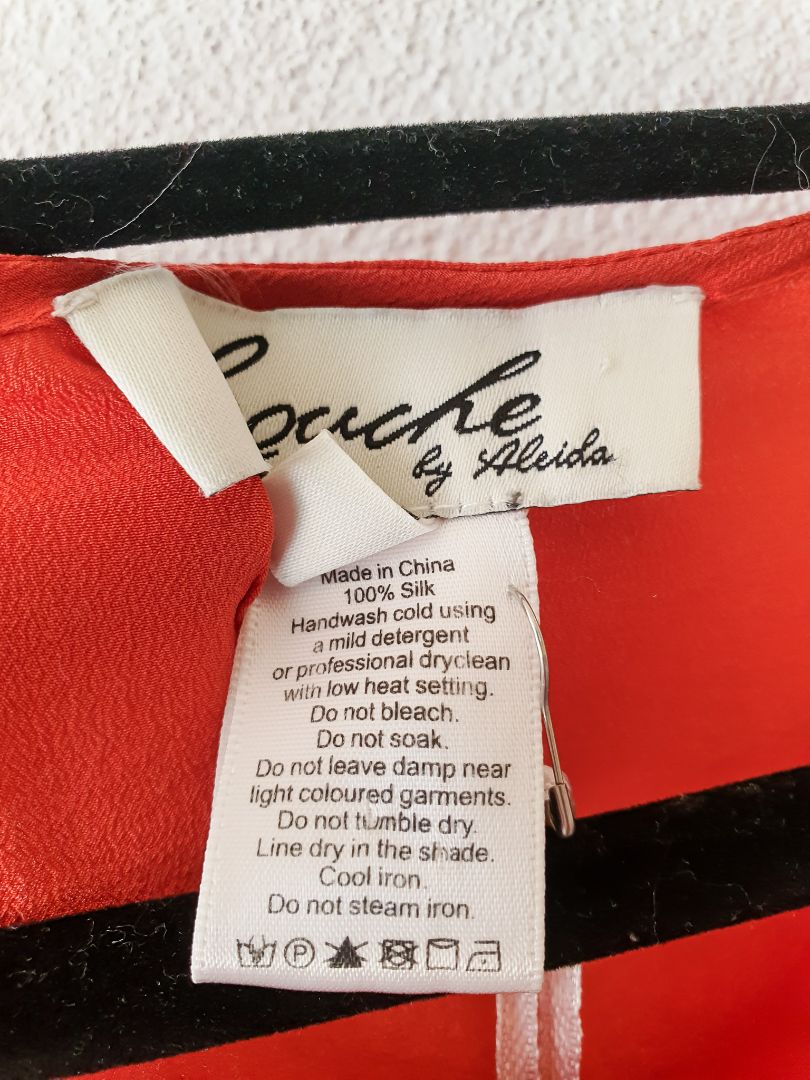 by Aleida
Made in China
100% Silk
Handwash cold using
a mild detergent
or professional dryclean
with low heat setting.
Do not bleach.
Do not soak.
Do not leave damp near
light coloured garments.
Do not tumble dry.
Line dry in the shade.
Cool iron.
Do not steam iron.
P